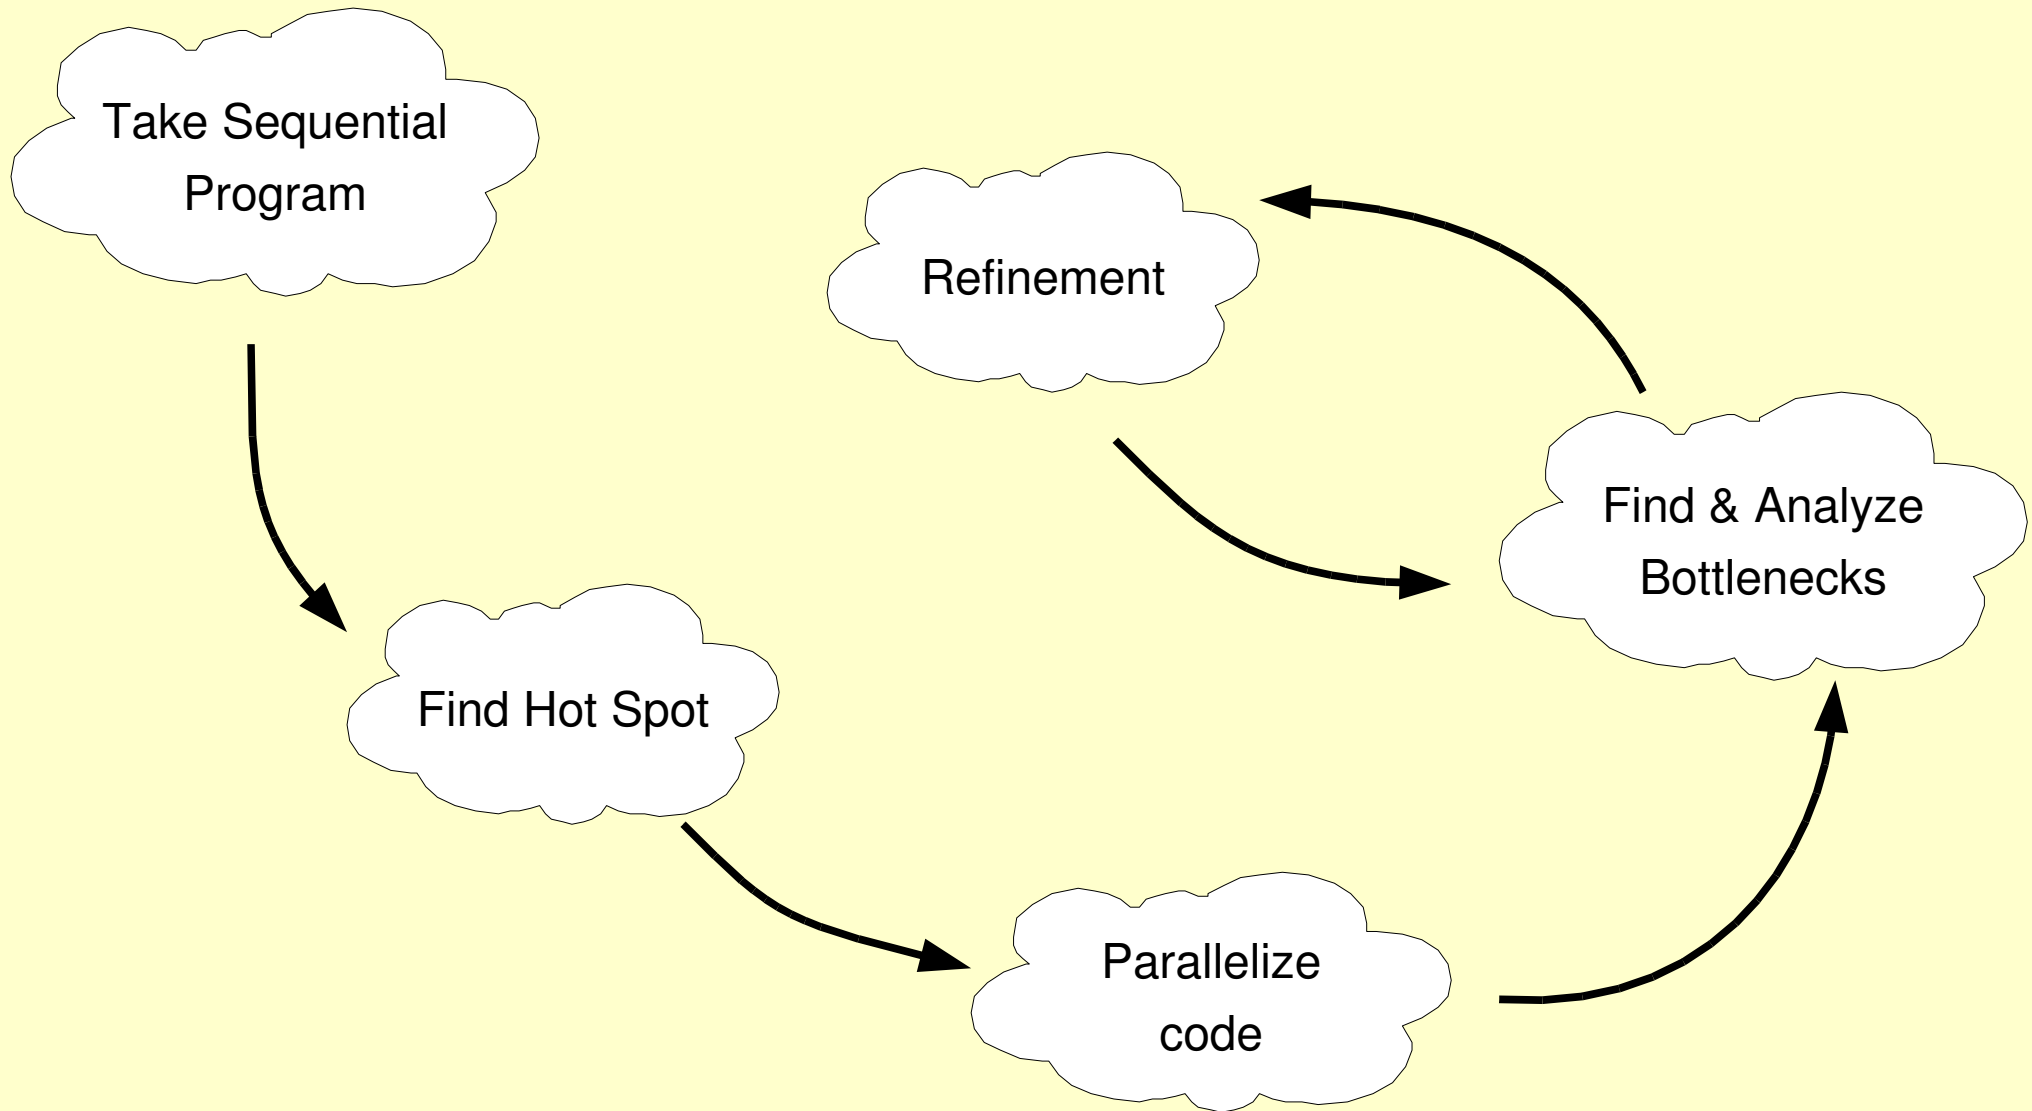 Take Sequential
Program
Refinement
Find & Analyze
Bottlenecks
Find Hot Spot
Parallelize
code